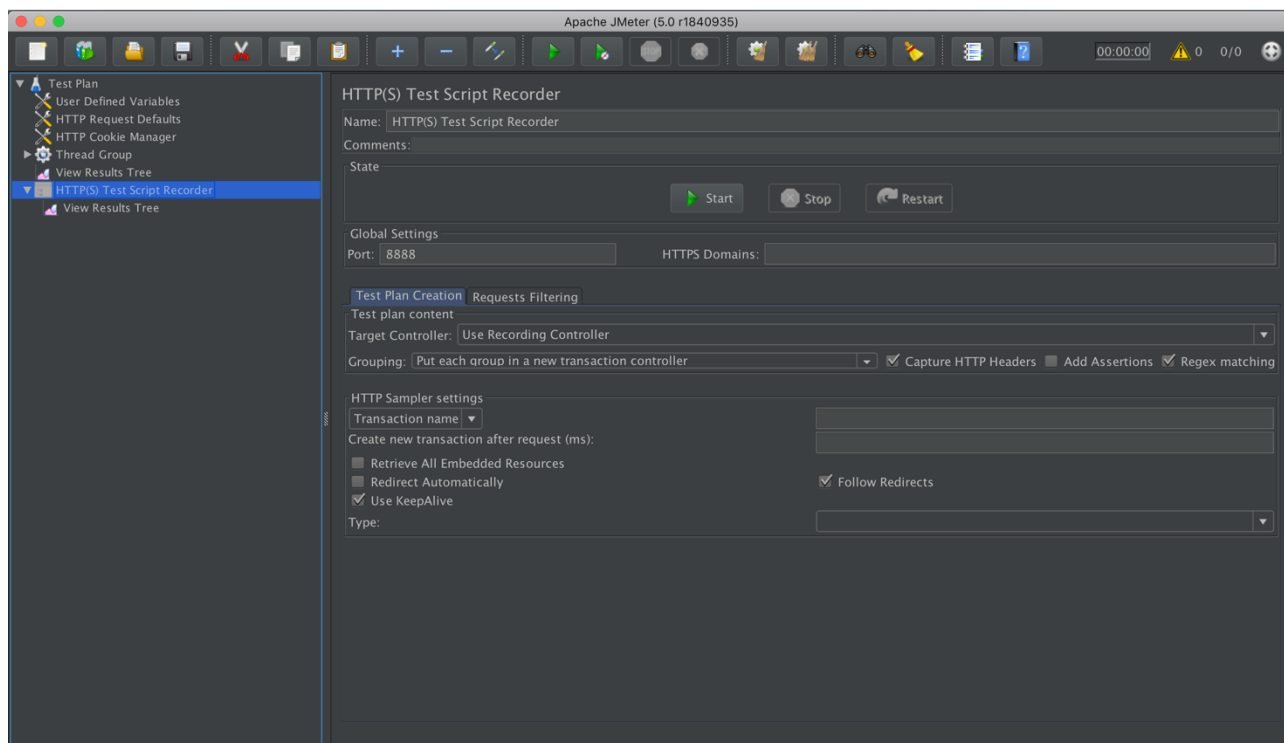 Apache JMeter (5.0 r1840935)
00:00:00 0 0/0
Test Plan
User Defined Variables
HTTP Request Defaults
HTTP Cookie Manager
Thread Group
View Results Tree
HTTP(S) Test Script Recorder
View Results Tree
HTTP(S) Test Script Recorder
Name: HTTP(S) Test Script Recorder
Comments:
State
Start Stop Restart
Global Settings
Port: 8888 HTTPS Domains:
Test Plan Creation Requests Filtering
Test plan content
Target Controller: Use Recording Controller
Grouping: Put each group in a new transaction controller Capture HTTP Headers Add Assertions Regex matching
HTTP Sampler settings
Transaction name
Create new transaction after request (ms):
Retrieve All Embedded Resources
Redirect Automatically Follow Redirects
Use KeepAlive
Type: